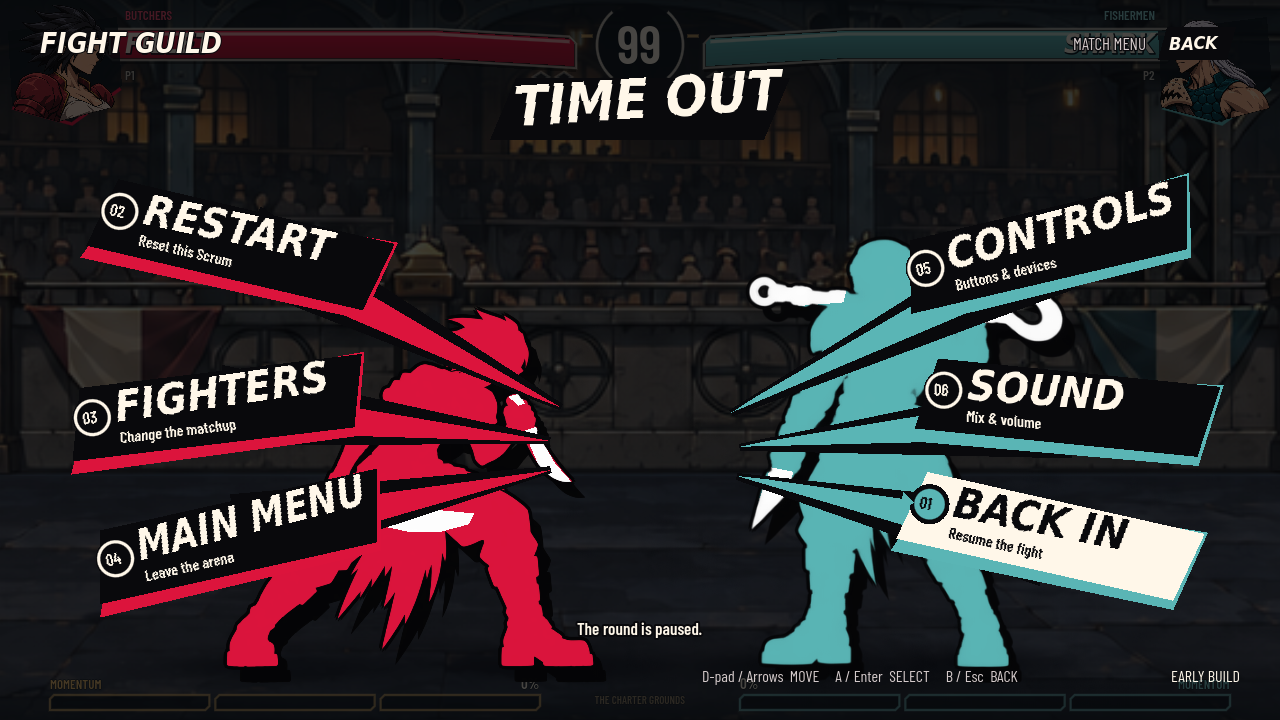 BUTCHERS
FISHERMEN
FIGHT GUILD
99
MATCH MENU
BACK
P1
P2
TIME OUT
02 RESTART
Reset this Scrum
05 CONTROLS
Buttons & devices
03 FIGHTERS
Change the matchup
06 SOUND
Mix & volume
04 MAIN MENU
Leave the arena
01 BACK IN
Resume the fight
The round is paused.
D-pad / Arrows MOVE A / Enter SELECT B / Esc BACK
EARLY BUILD
MOMENTUM
0%
THE CHARTER GROUNDS
0%
MOMENTUM